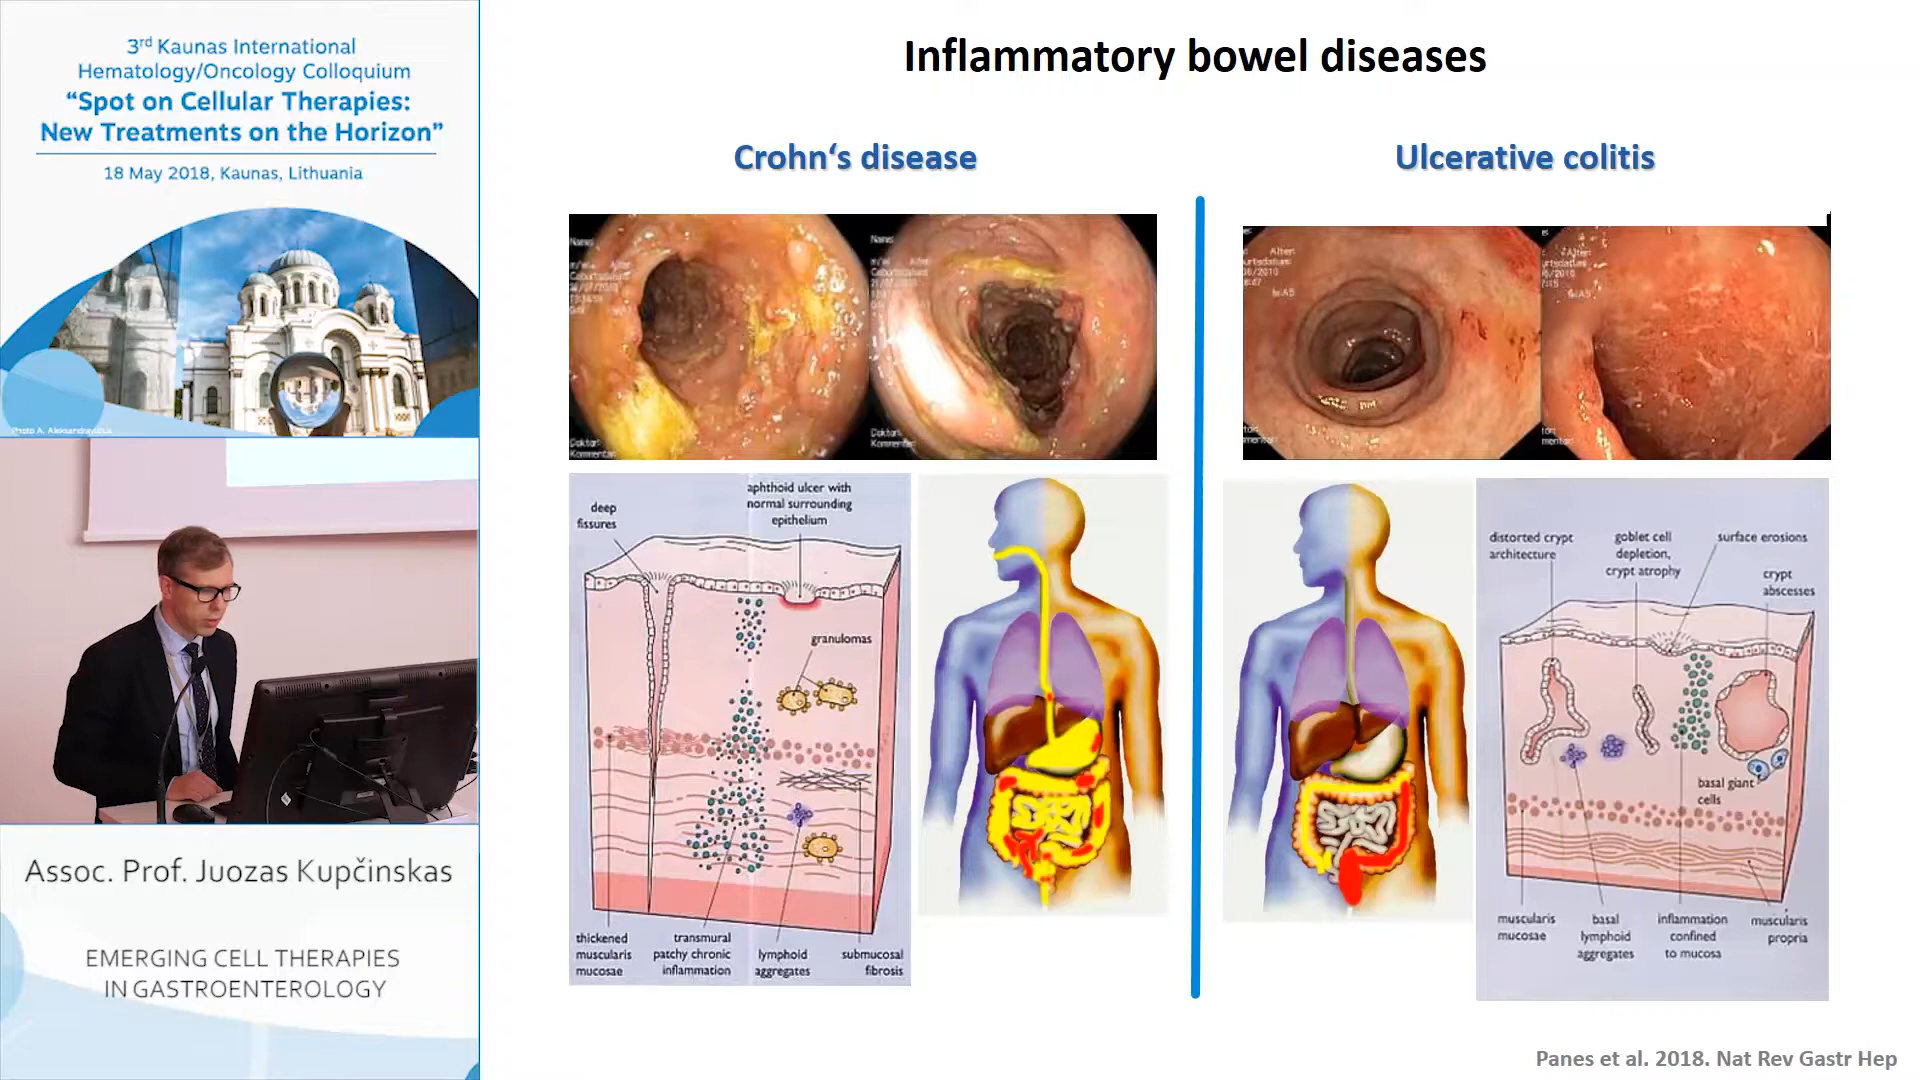 3rd Kaunas International
Hematology/Oncology Colloquium
“Spot on Cellular Therapies:
New Treatments on the Horizon”
18 May 2018, Kaunas, Lithuania
Assoc. Prof. Juozas Kupčinskas
EMERGING CELL THERAPIES
IN GASTROENTEROLOGY
Inflammatory bowel diseases
Crohn‘s disease
deep
fissures
aphthoid ulcer with
normal surrounding
epithelium
granulomas
thickened
muscularis
mucosae
transmural
patchy chronic
inflammation
lymphoid
aggregates
submucosal
fibrosis
Ulcerative colitis
distorted crypt
architecture
goblet cell
depletion,
crypt atrophy
surface erosions
crypt
abscesses
basal giant
cells
muscularis
mucosae
basal
lymphoid
aggregates
inflammation
confined
to mucosa
muscularis
propria
Panes et al. 2018. Nat Rev Gastr Hep